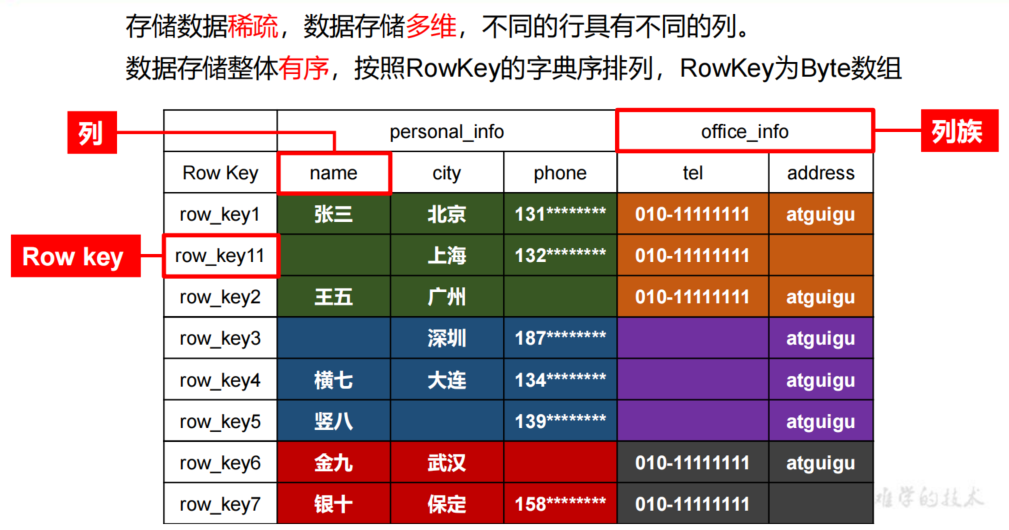 存储数据稀疏，数据存储多维，不同的行具有不同的列。
数据存储整体有序，按照RowKey的字典序排列，RowKey为Byte数组
列 personal_info office_info 列族
Row Key name city phone tel address
row_key1 张三 北京 131******** 010-11111111 atguigu
Row key row_key11 上海 132******** 010-11111111
row_key2 王五 广州 010-11111111 atguigu
row_key3 深圳 187******** atguigu
row_key4 横七 大连 134******** atguigu
row_key5 竖八 139******** atguigu
row_key6 金九 武汉 010-11111111 atguigu
row_key7 银十 保定 158******** 010-11111111
学的技术